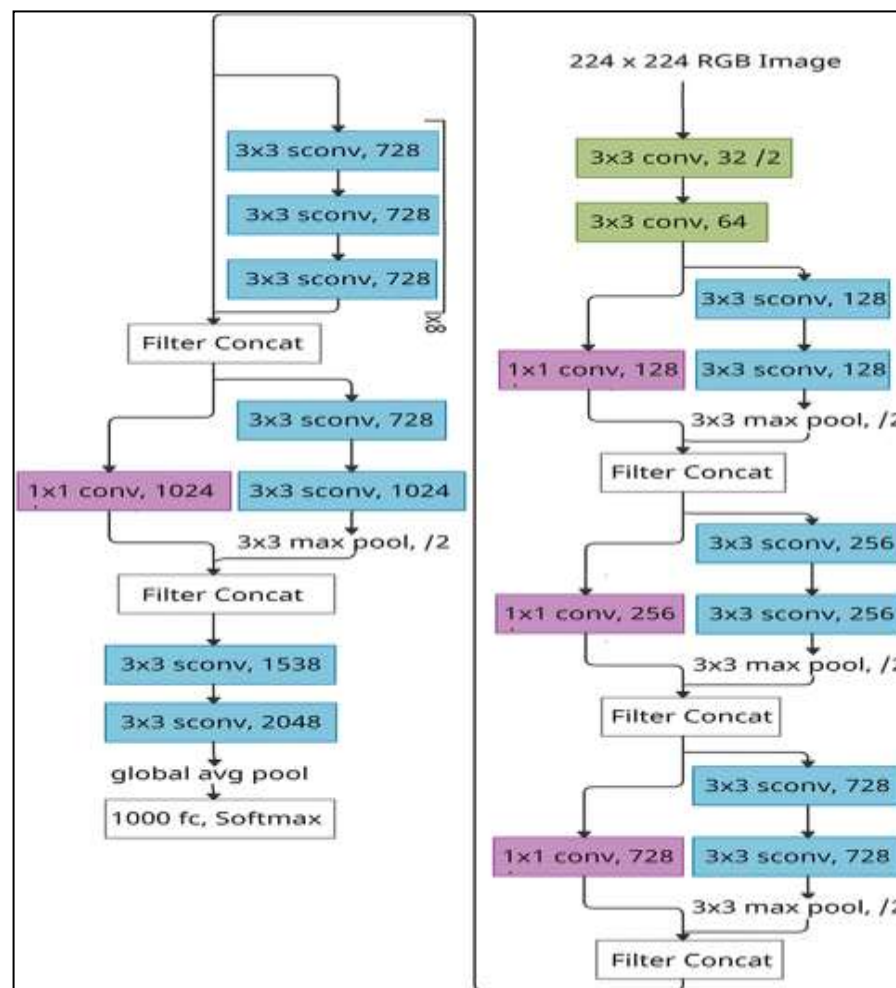 3x3 sconv, 728
3x3 sconv, 728
3x3 sconv, 728
x8
Filter Concat
3x3 sconv, 728
1x1 conv, 1024
3x3 sconv, 1024
3x3 max pool, /2
Filter Concat
3x3 sconv, 1538
3x3 sconv, 2048
global avg pool
1000 fc, Softmax
224 x 224 RGB Image
3x3 conv, 32 /2
3x3 conv, 64
3x3 sconv, 128
1x1 conv, 128
3x3 sconv, 128
3x3 max pool, /2
Filter Concat
3x3 sconv, 256
1x1 conv, 256
3x3 sconv, 256
3x3 max pool, /2
Filter Concat
3x3 sconv, 728
1x1 conv, 728
3x3 sconv, 728
3x3 max pool, /2
Filter Concat